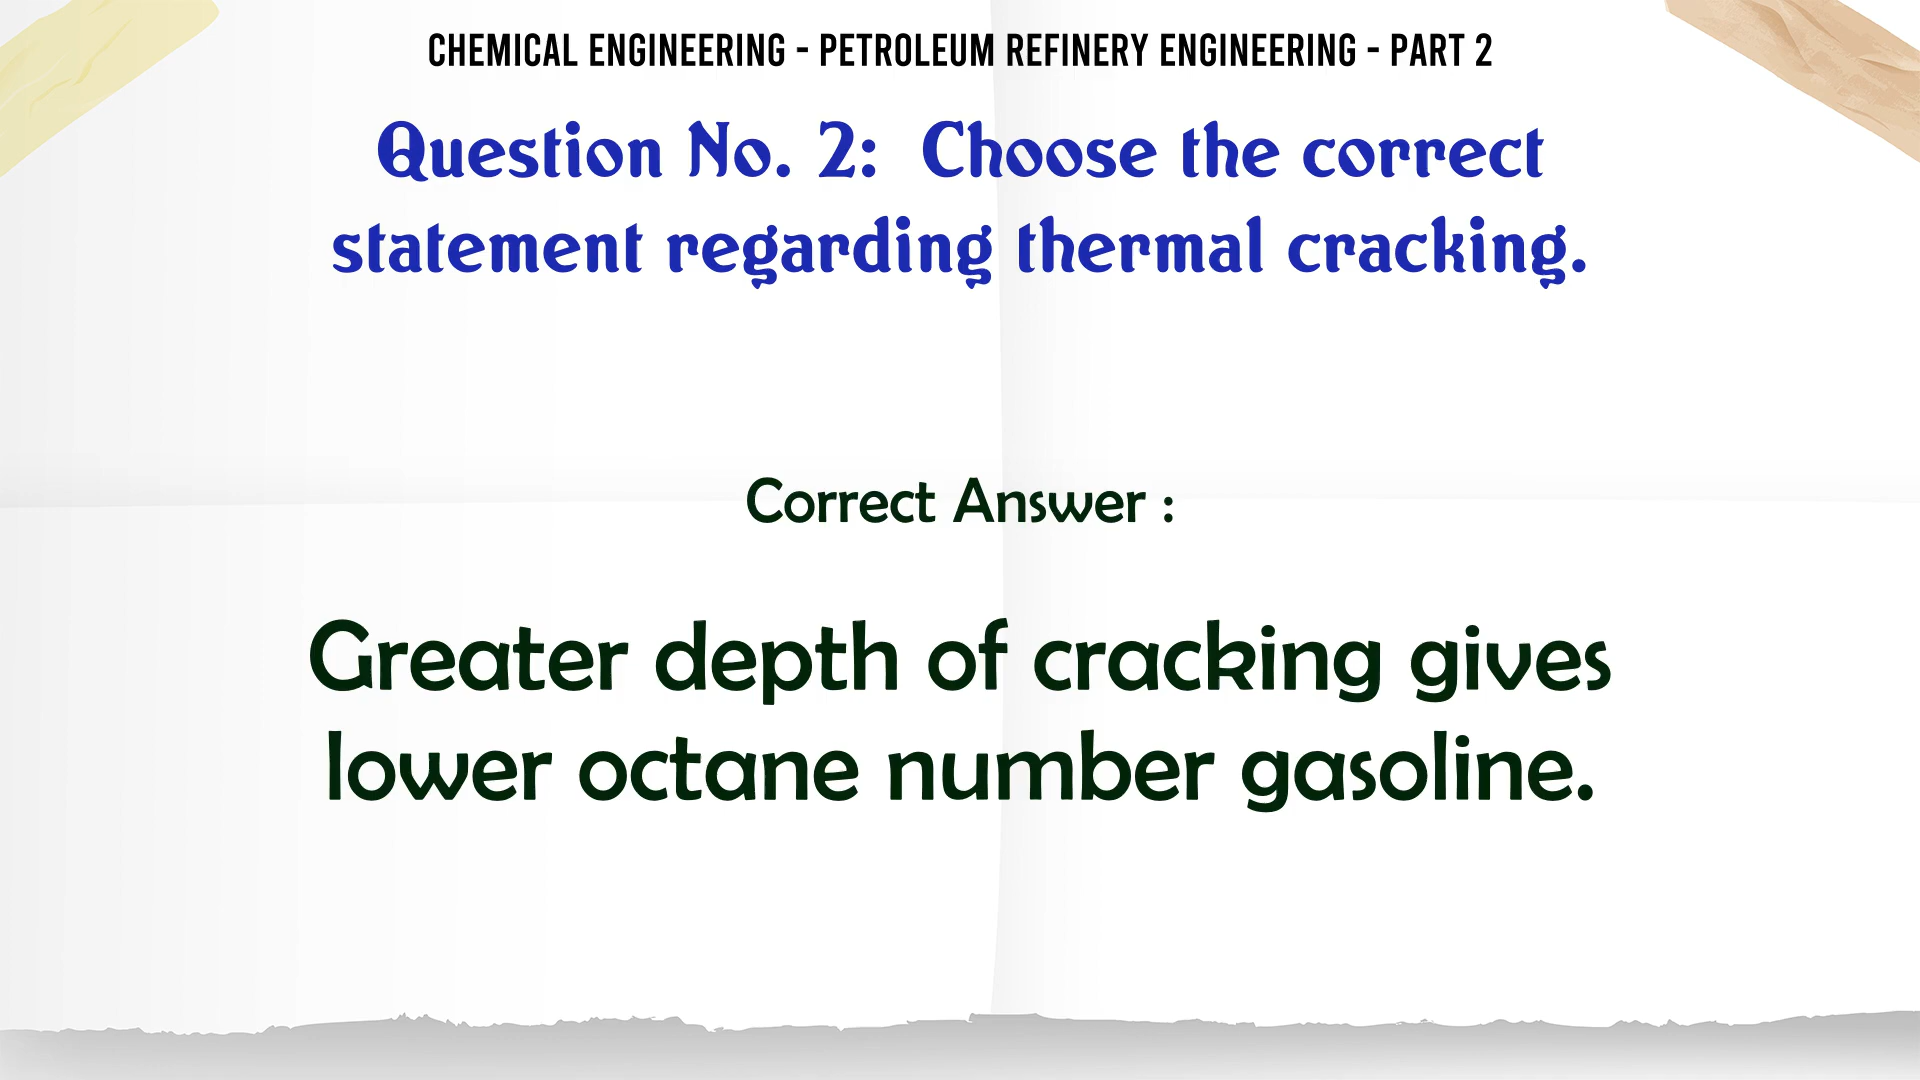 CHEMICAL ENGINEERING - PETROLEUM REFINERY ENGINEERING - PART 2
Question No. 2: Choose the correct
statement regarding thermal cracking.
Correct Answer :
Greater depth of cracking gives
lower octane number gasoline.